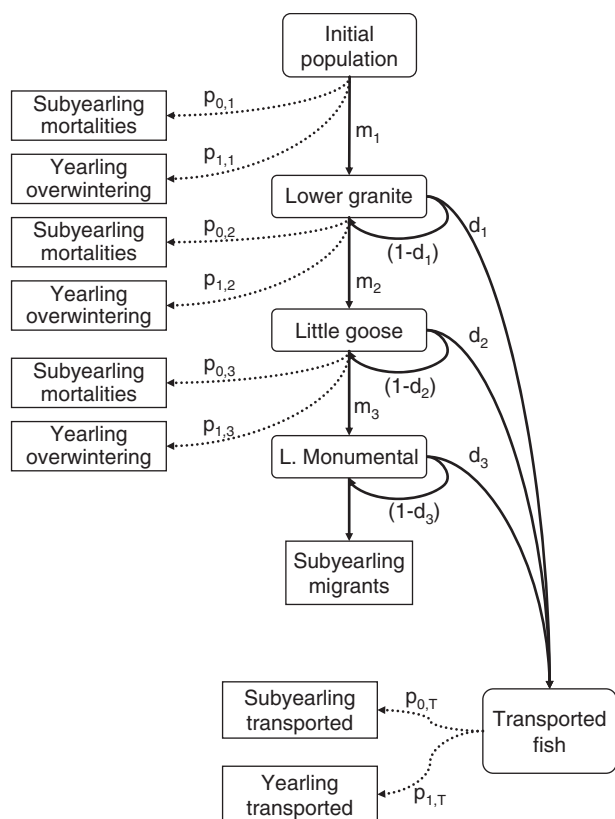 Initial
population
p0,1
Subyearling
mortalities
m1
p1,1
Yearling
overwintering
Lower granite
d1
p0,2
Subyearling
mortalities
(1-d1)
p1,2
m2
Yearling
overwintering
Little goose
d2
p0,3
Subyearling
mortalities
(1-d2)
m3
p1,3
Yearling
overwintering
L. Monumental
d3
(1-d3)
Subyearling
migrants
Subyearling
transported
p0,T
Transported
fish
Yearling
transported
p1,T